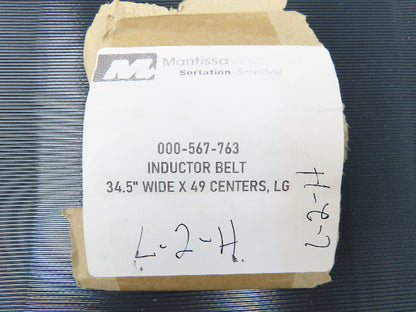 Mantissa
Sortation Simplified
000-567-763
INDUCTOR BELT
34.5" WIDE X 49 CENTERS, LG
L-2-H.
L-2-H